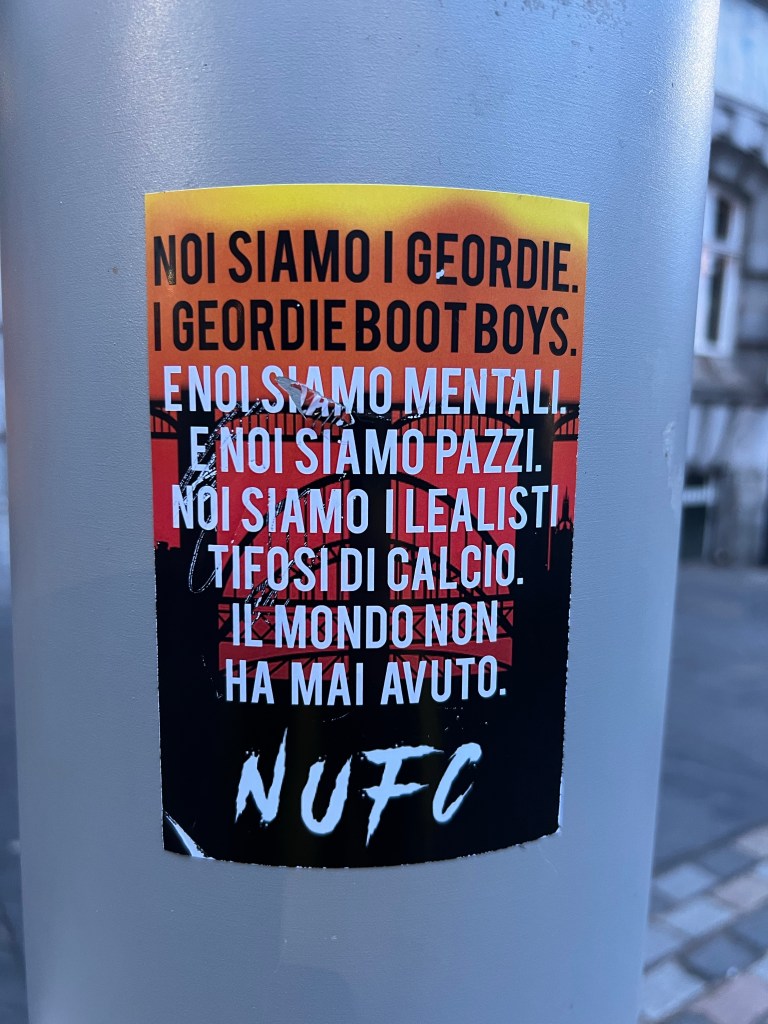 NOI SIAMO I GEORDIE.
I GEORDIE BOOT BOYS.
E NOI SIAMO MENTALI.
E NOI SIAMO PAZZI.
NOI SIAMO I LEALISTI
TIFOSI DI CALCIO.
IL MONDO NON
HA MAI AVUTO.
NUFC